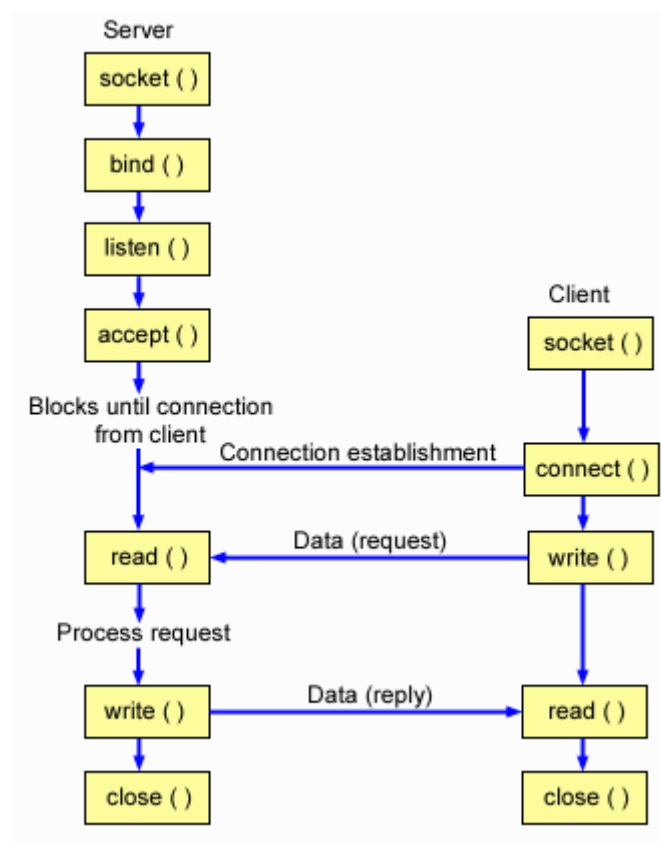 Server
socket ( )
bind ( )
listen ( )
accept ( )
Blocks until connection
from client
Client
socket ( )
Connection establishment
connect ( )
read ( )
Data (request)
write ( )
Process request
write ( )
Data (reply)
read ( )
close ( )
close ( )